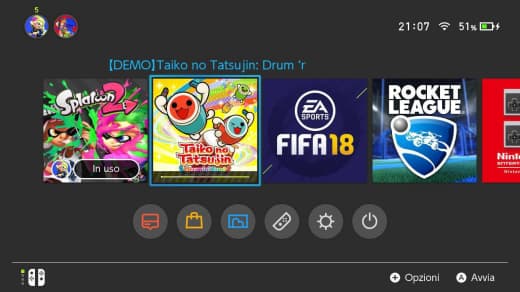 5
21:07 51%
【DEMO】Taiko no Tatsujin: Drum 'r
Splatoon 2
In uso
Taiko no
Tatsujin
EA
SPORTS
FIFA 18
ROCKET
LEAGUE
Opzioni
A Avvia